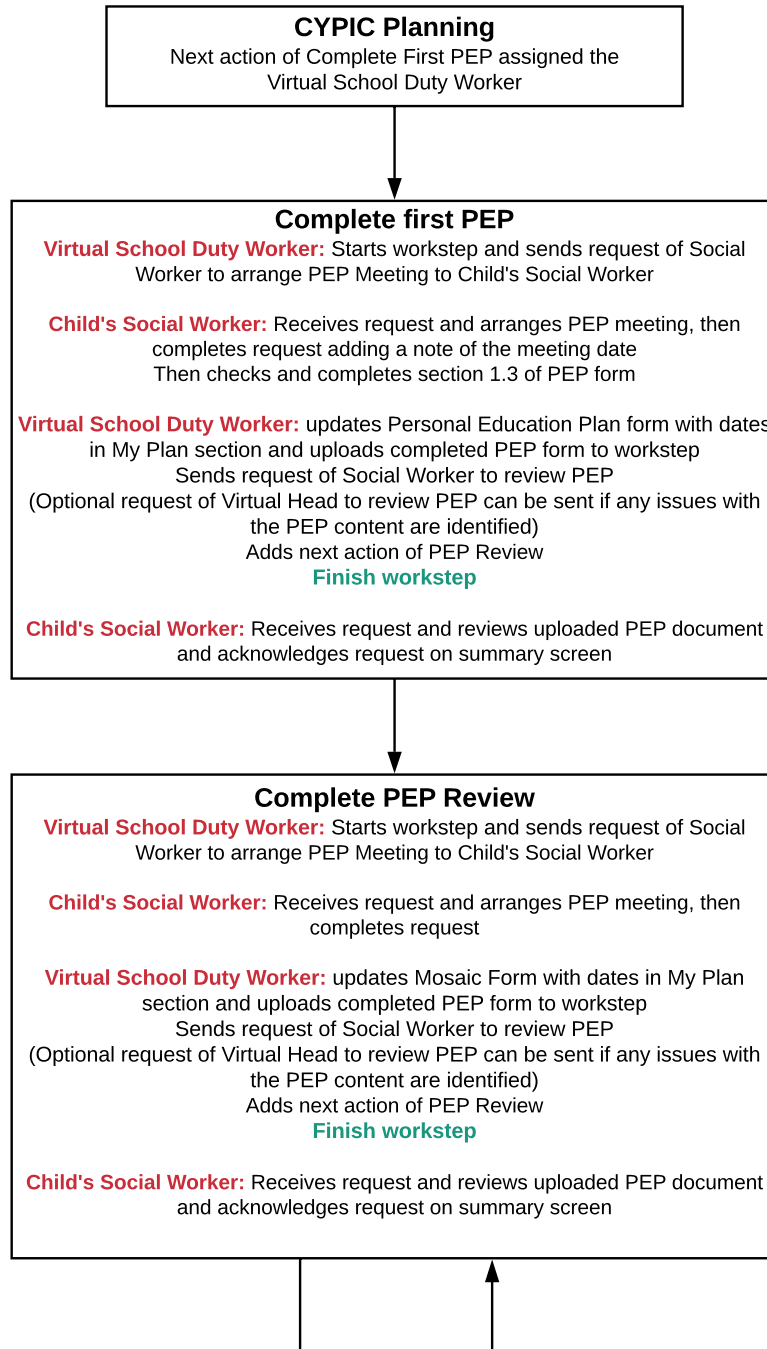 CYPIC Planning
Next action of Complete First PEP assigned the
Virtual School Duty Worker
Complete first PEP
Virtual School Duty Worker: Starts workstep and sends request of Social
Worker to arrange PEP Meeting to Child's Social Worker
Child's Social Worker: Receives request and arranges PEP meeting, then
completes request adding a note of the meeting date
Then checks and completes section 1.3 of PEP form
Virtual School Duty Worker: updates Personal Education Plan form with dates
in My Plan section and uploads completed PEP form to workstep
Sends request of Social Worker to review PEP
(Optional request of Virtual Head to review PEP can be sent if any issues with
the PEP content are identified)
Adds next action of PEP Review
Finish workstep
Child's Social Worker: Receives request and reviews uploaded PEP document
and acknowledges request on summary screen
Complete PEP Review
Virtual School Duty Worker: Starts workstep and sends request of Social
Worker to arrange PEP Meeting to Child's Social Worker
Child's Social Worker: Receives request and arranges PEP meeting, then
completes request
Virtual School Duty Worker: updates Mosaic Form with dates in My Plan
section and uploads completed PEP form to workstep
Sends request of Social Worker to review PEP
(Optional request of Virtual Head to review PEP can be sent if any issues with
the PEP content are identified)
Adds next action of PEP Review
Finish workstep
Child's Social Worker: Receives request and reviews uploaded PEP document
and acknowledges request on summary screen